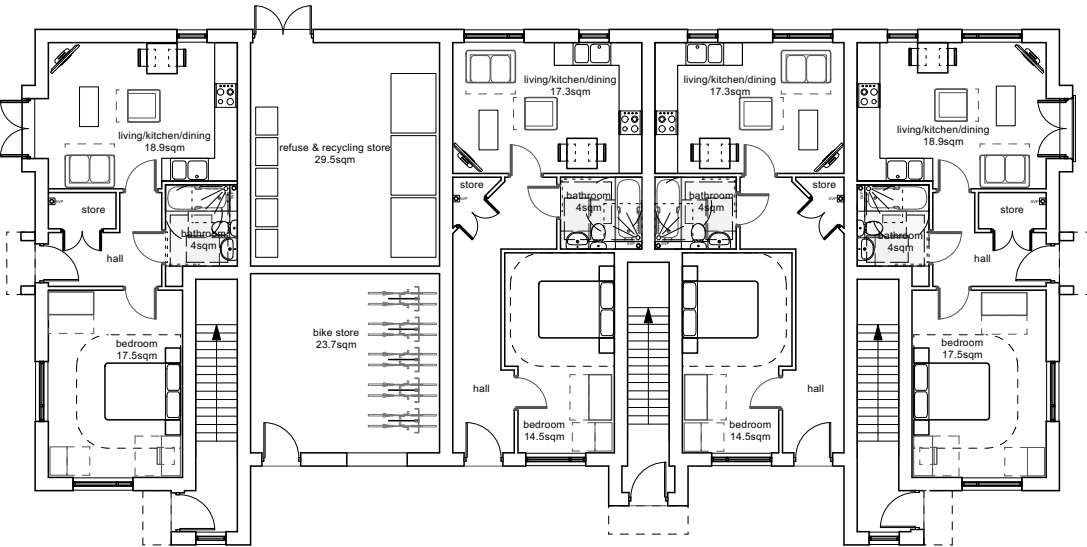 living/kitchen/dining
18.9sqm
store
bathroom
4sqm
hall
bedroom
17.5sqm
refuse & recycling store
29.5sqm
bike store
23.7sqm
living/kitchen/dining
17.3sqm
store
bathroom
4sqm
hall
bedroom
14.5sqm
living/kitchen/dining
17.3sqm
store
bathroom
4sqm
hall
bedroom
14.5sqm
living/kitchen/dining
18.9sqm
store
bathroom
4sqm
hall
bedroom
17.5sqm